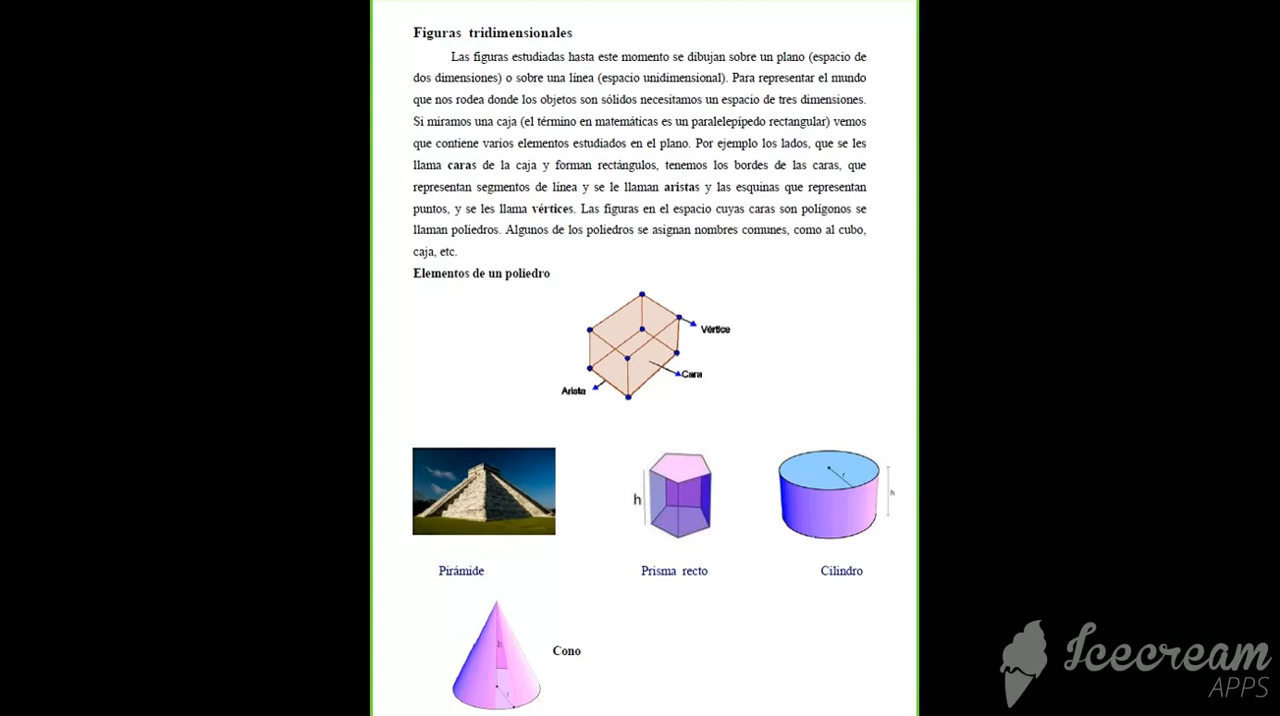 Figuras tridimensionales
Las figuras estudiadas hasta este momento se dibujan sobre un plano (espacio de
dos dimensiones) o sobre una línea (espacio unidimensional). Para representar el mundo
que nos rodea donde los objetos son sólidos necesitamos un espacio de tres dimensiones.
Si miramos una caja (el término en matemáticas es un paralelepípedo rectangular) vemos
que contiene varios elementos estudiados en el plano. Por ejemplo los lados, que se les
llama caras de la caja y forman rectángulos, tenemos los bordes de las caras, que
representan segmentos de línea y se le llaman aristas y las esquinas que representan
puntos, y se les llama vértices. Las figuras en el espacio cuyas caras son polígonos se
llaman poliedros. Algunos de los poliedros se asignan nombres comunes, como al cubo,
caja, etc.
Elementos de un poliedro
Vértice
Cara
Arista
h
r
h
Pirámide
Prisma recto
Cilindro
h
Cono
r
Icecream
APPS